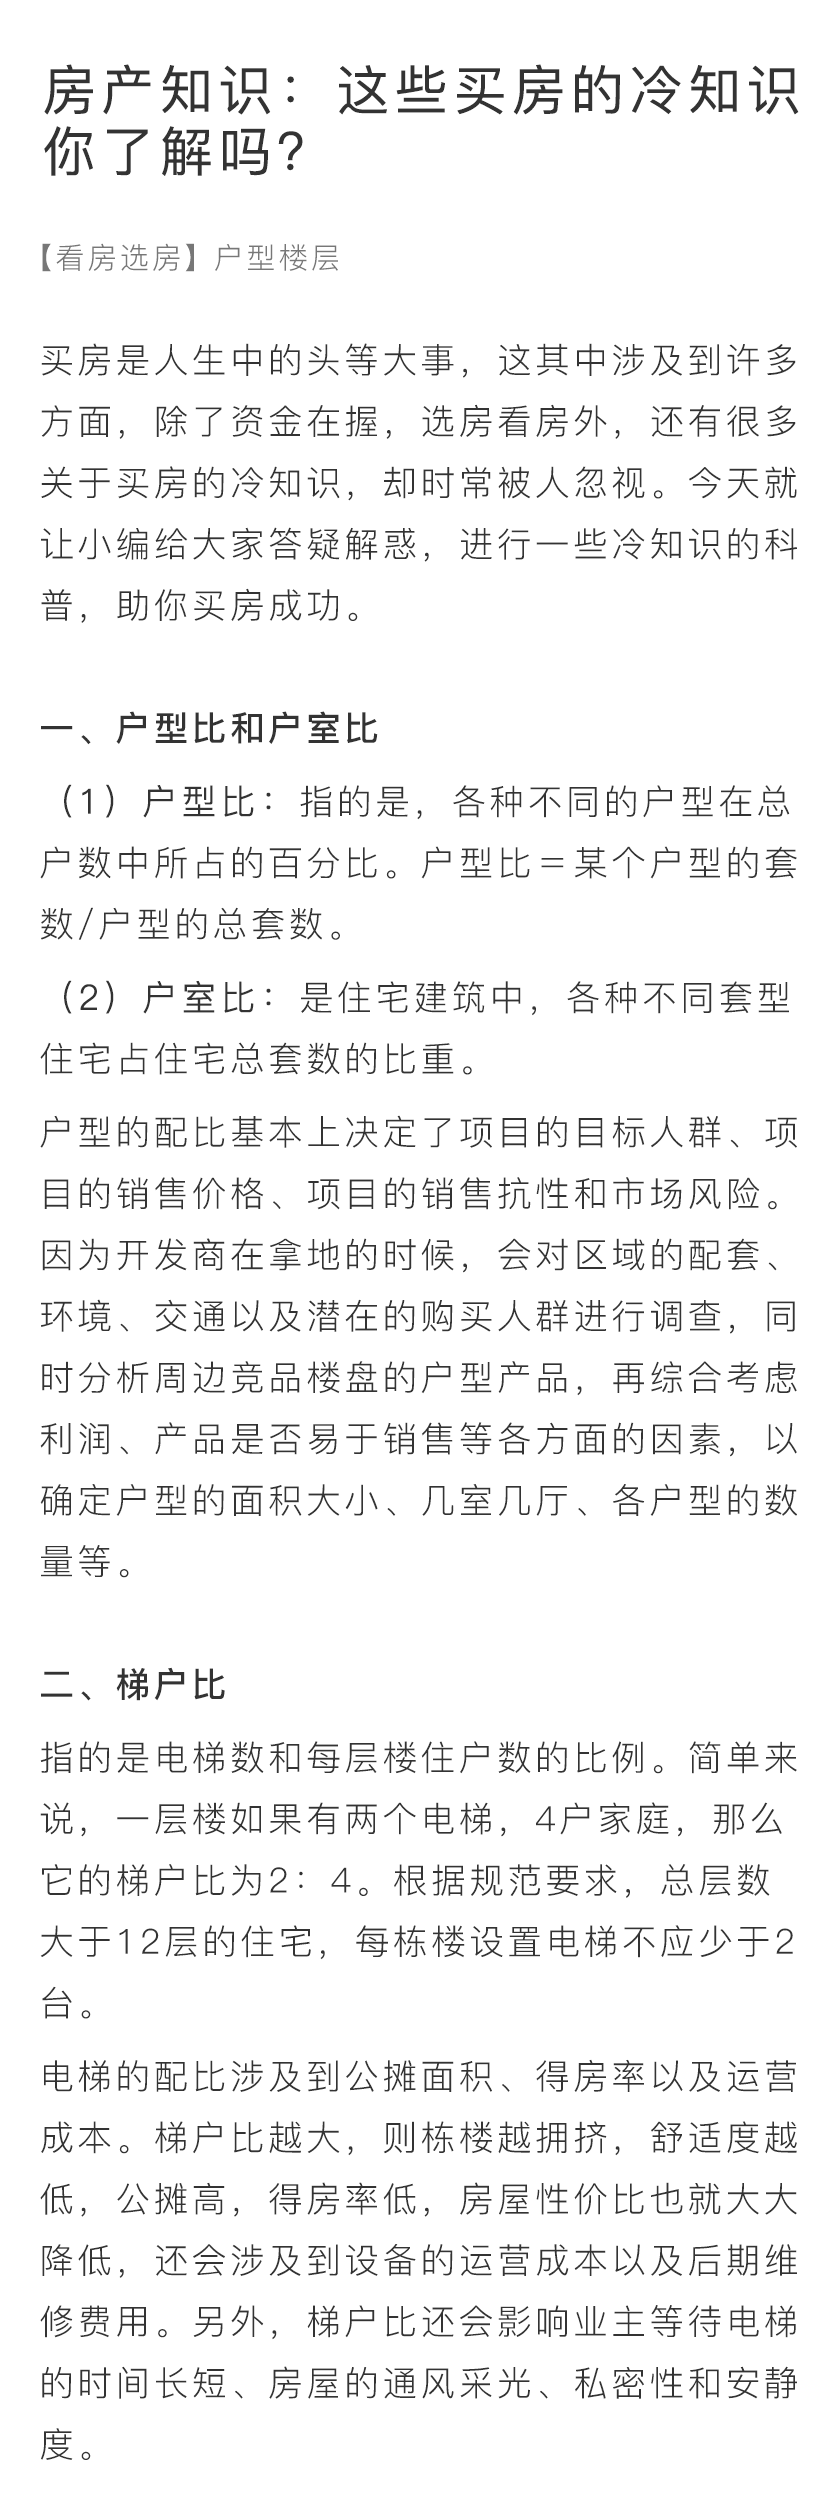 房产知识：这些买房的冷知识
你了解吗？
【看房选房】户型楼层
买房是人生中的头等大事，这其中涉及到许多
方面，除了资金在握，选房看房外，还有很多
关于买房的冷知识，却时常被人忽视。今天就
让小编给大家答疑解惑，进行一些冷知识的科
普，助你买房成功。
一、户型比和户室比
（1）户型比：指的是，各种不同的户型在总
户数中所占的百分比。户型比＝某个户型的套
数/户型的总套数。
（2）户室比：是住宅建筑中，各种不同套型
住宅占住宅总套数的比重。
户型的配比基本上决定了项目的目标人群、项
目的销售价格、项目的销售抗性和市场风险。
因为开发商在拿地的时候，会对区域的配套、
环境、交通以及潜在的购买人群进行调查，同
时分析周边竞品楼盘的户型产品，再综合考虑
利润、产品是否易于销售等各方面的因素，以
确定户型的面积大小、几室几厅、各户型的数
量等。
二、梯户比
指的是电梯数和每层楼住户数的比例。简单来
说，一层楼如果有两个电梯，4户家庭，那么
它的梯户比为2：4。根据规范要求，总层数
大于12层的住宅，每栋楼设置电梯不应少于2
台。
电梯的配比涉及到公摊面积、得房率以及运营
成本。梯户比越大，则栋楼越拥挤，舒适度越
低，公摊高，得房率低，房屋性价比也就大大
降低，还会涉及到设备的运营成本以及后期维
修费用。另外，梯户比还会影响业主等待电梯
的时间长短、房屋的通风采光、私密性和安静
度。